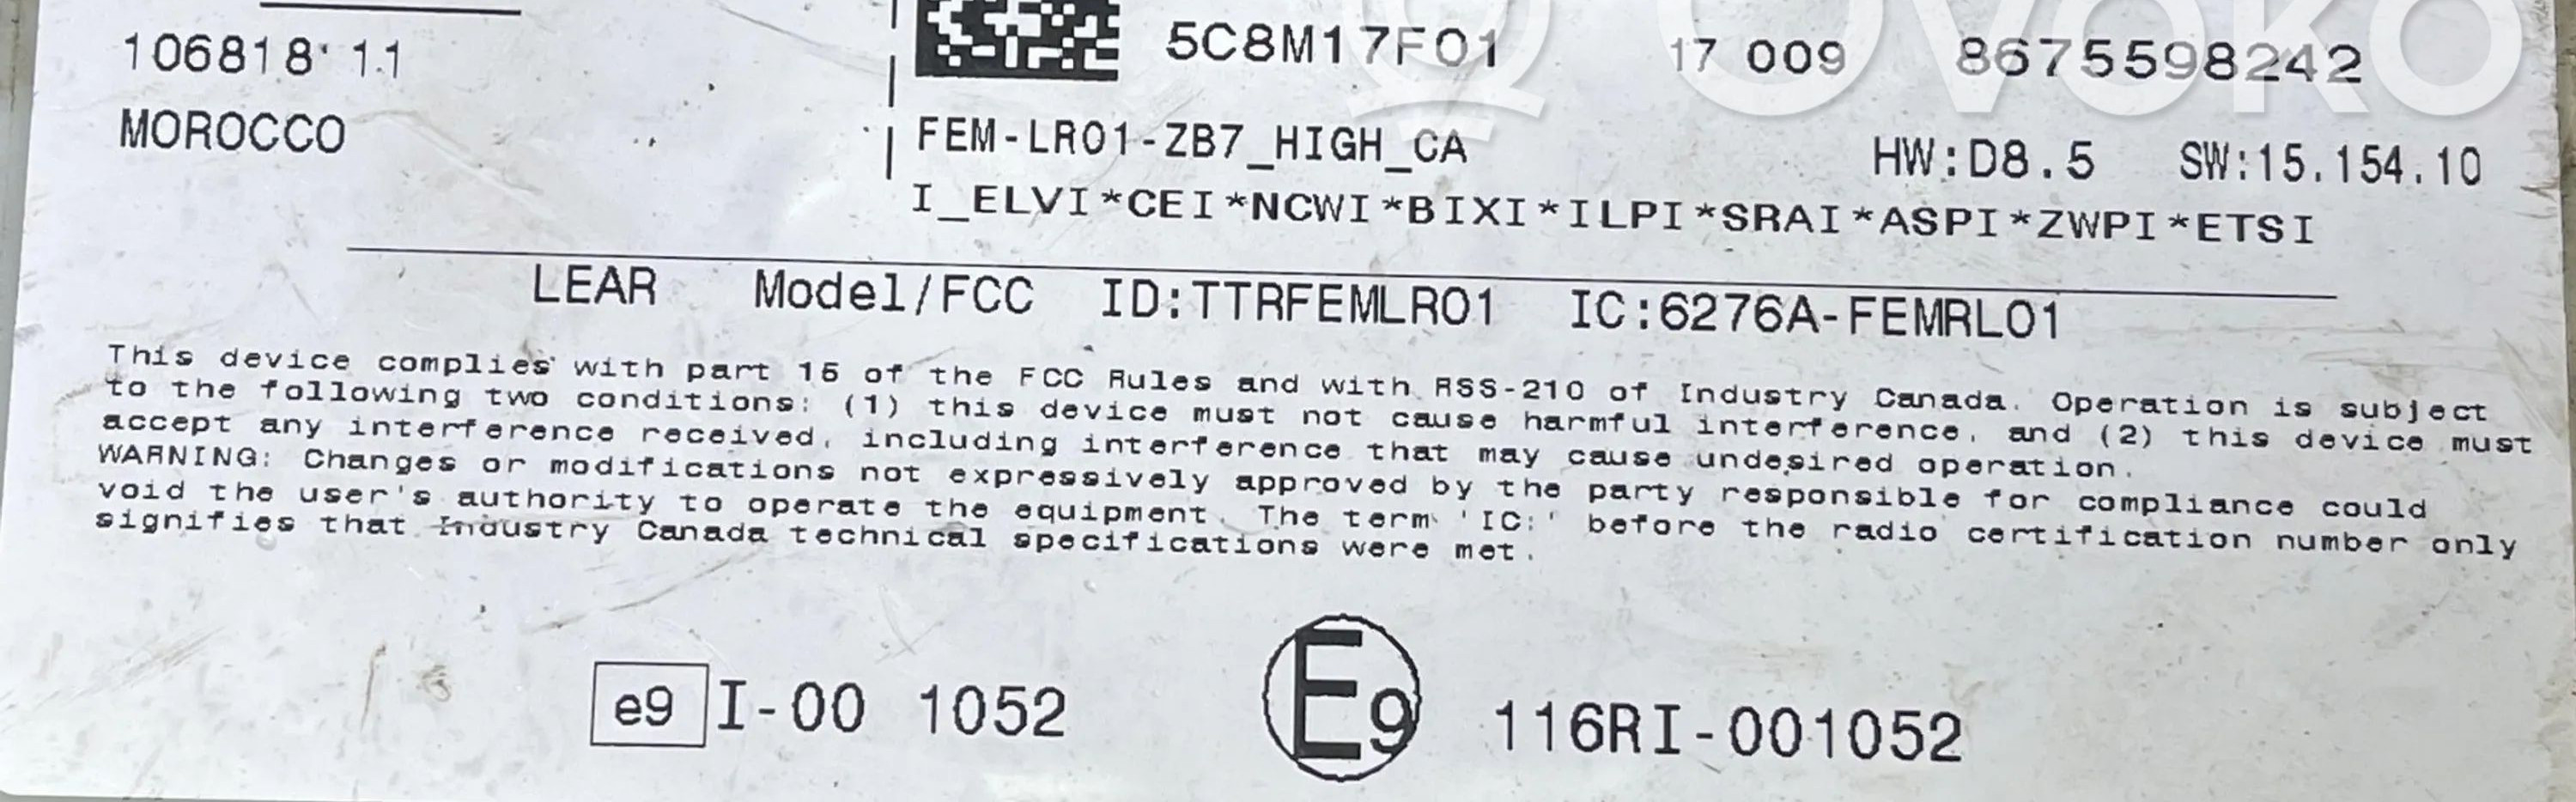 106818 11
MOROCCO
5C8M17F01 17 009 8675598242
FEM-LR01-ZB7_HIGH_CA HW:D8.5 SW:15.154.10
I_ELVI*CEI*NCWI*BIXI*ILPI*SRAI*ASPI*ZWPI*ETSI
LEAR Model/FCC ID:TTRFEMLR01 IC:6276A-FEMRL01
This device complies with part 15 of the FCC Rules and with RSS-210 of Industry Canada. Operation is subject
to the following two conditions: (1) this device must not cause harmful interference, and (2) this device must
accept any interference received, including interference that may cause undesired operation.
WARNING: Changes or modifications not expressively approved by the party responsible for compliance could
void the user's authority to operate the equipment. The term 'IC:' before the radio certification number only
signifies that Industry Canada technical specifications were met.
e9 I-00 1052
E9 116RI-001052
OVOKO